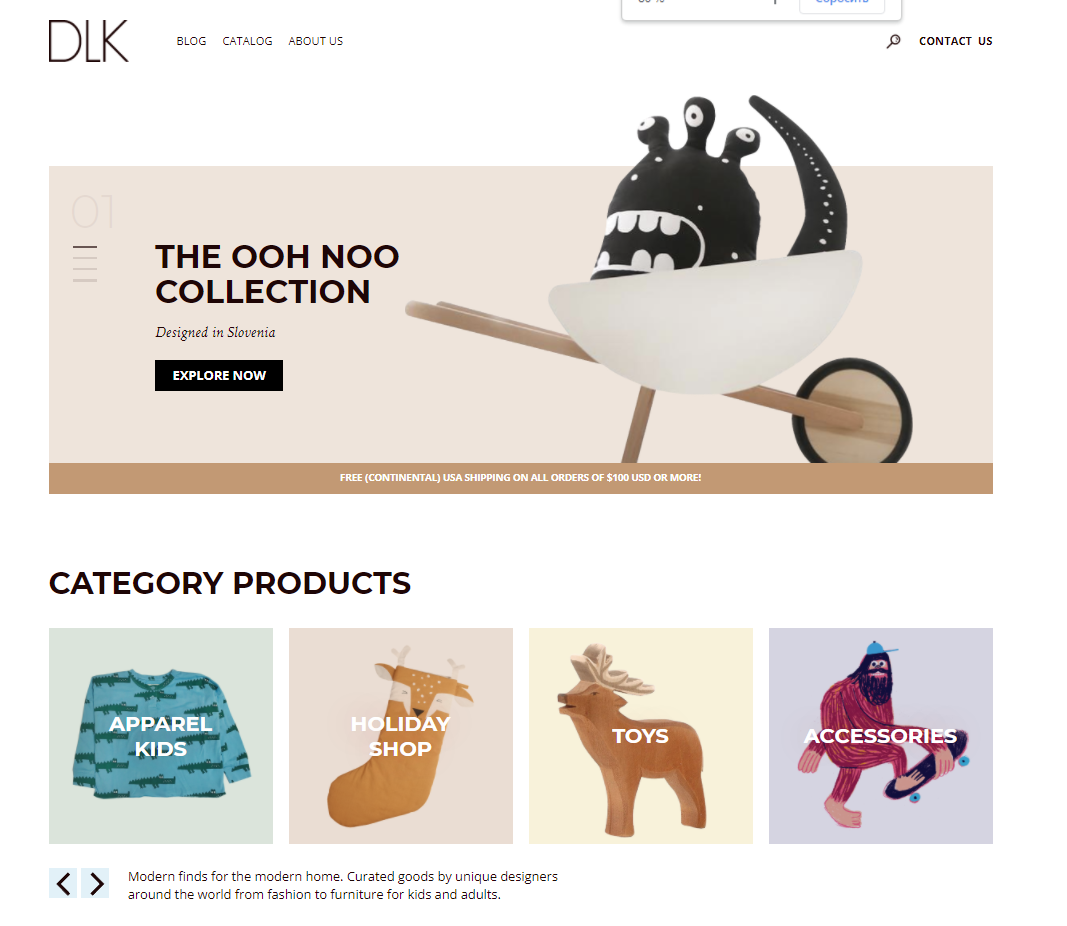 DLK
BLOG CATALOG ABOUT US
CONTACT US
01
THE OOH NOO
COLLECTION
Designed in Slovenia
EXPLORE NOW
FREE (CONTINENTAL) USA SHIPPING ON ALL ORDERS OF $100 USD OR MORE!
CATEGORY PRODUCTS
APPAREL
KIDS
HOLIDAY
SHOP
TOYS
ACCESSORIES
Modern finds for the modern home. Curated goods by unique designers
around the world from fashion to furniture for kids and adults.